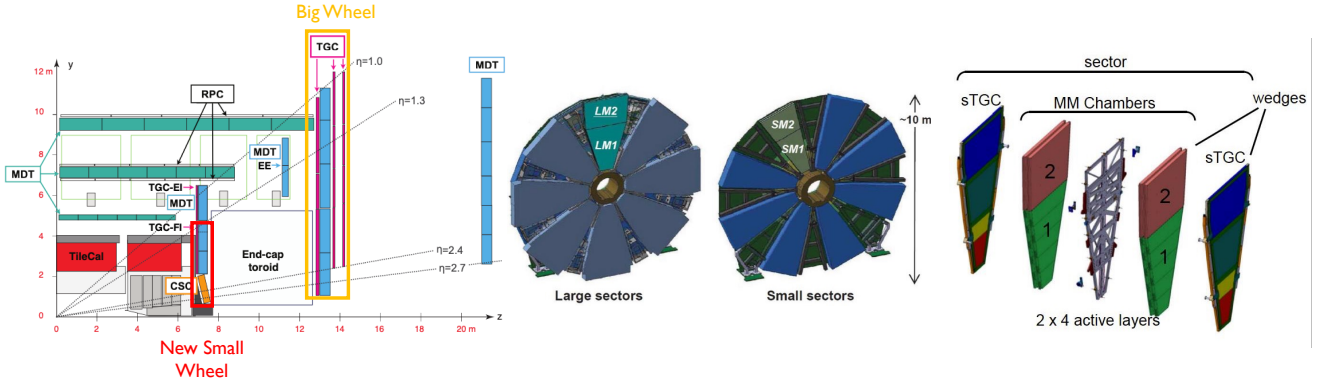 Big Wheel
y
TGC
η=1.0
MDT
12 m
RPC
η=1.3
10
8
MDT
EE
MDT
TGC-EI
6
MDT
TGC-FI
4
η=2.4
TileCal
End-cap
toroid
η=2.7
2
CSC
0
z
0
2
4
6
8
10
12
14
16
18
20 m
New Small
Wheel
LM2
LM1
Large sectors
SM2
SM1
~10 m
Small sectors
sector
sTGC
MM Chambers
wedges
sTGC
2
1
2
1
2 x 4 active layers